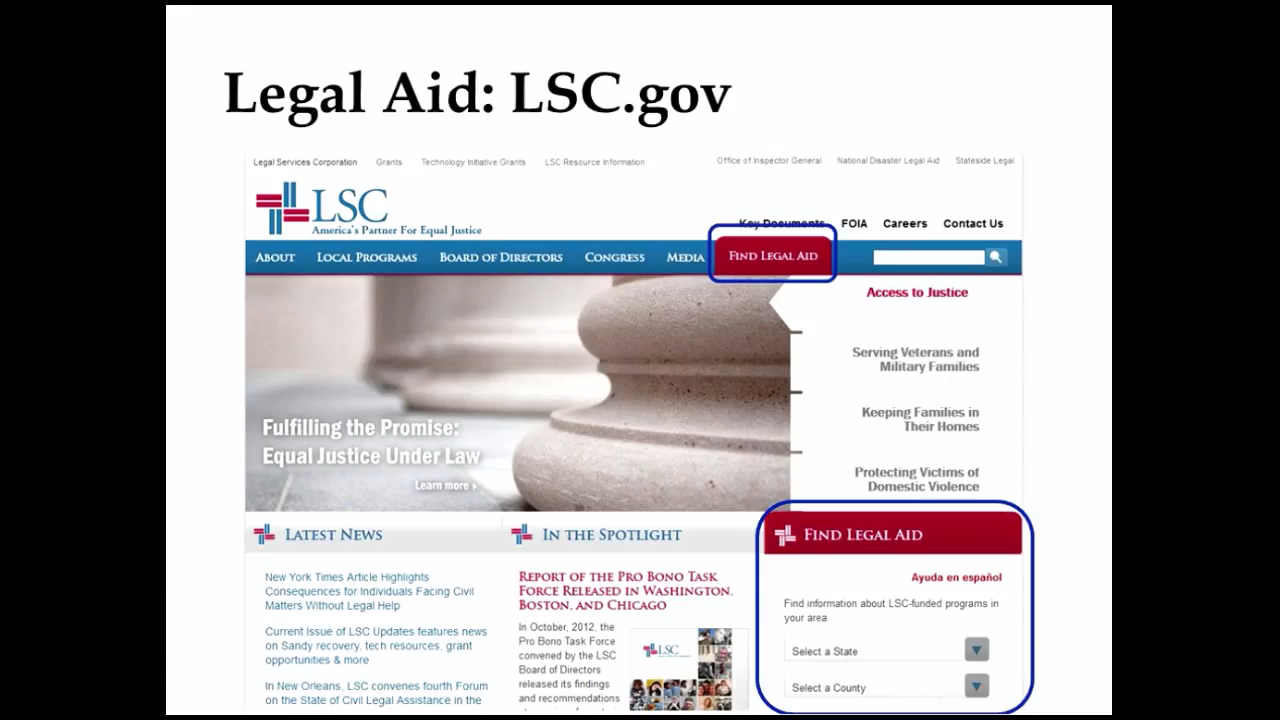 Legal Aid: LSC.gov
Legal Services Corporation Grants Technology Initiative Grants LSC Resource Information Office of Inspector General National Disaster Legal Aid Stateside Legal
LSC
America's Partner For Equal Justice
Key Documents FOIA Careers Contact Us
About Local Programs Board of Directors Congress Media Find Legal Aid
Access to Justice
Serving Veterans and
Military Families
Keeping Families in
Their Homes
Protecting Victims of
Domestic Violence
Fulfilling the Promise:
Equal Justice Under Law
Learn more
Latest News
New York Times Article Highlights
Consequences for Individuals Facing Civil
Matters Without Legal Help
Current Issue of LSC Updates features news
on Sandy recovery, tech resources, grant
opportunities & more
In New Orleans, LSC convenes fourth Forum
on the State of Civil Legal Assistance in the
In the Spotlight
Report of the Pro Bono Task
Force Released in Washington,
Boston, and Chicago
In October, 2012, the
Pro Bono Task Force
convened by the LSC
Board of Directors
released its findings
and recommendations
LSC
Find Legal Aid
Ayuda en español
Find information about LSC-funded programs in
your area
Select a State
Select a County